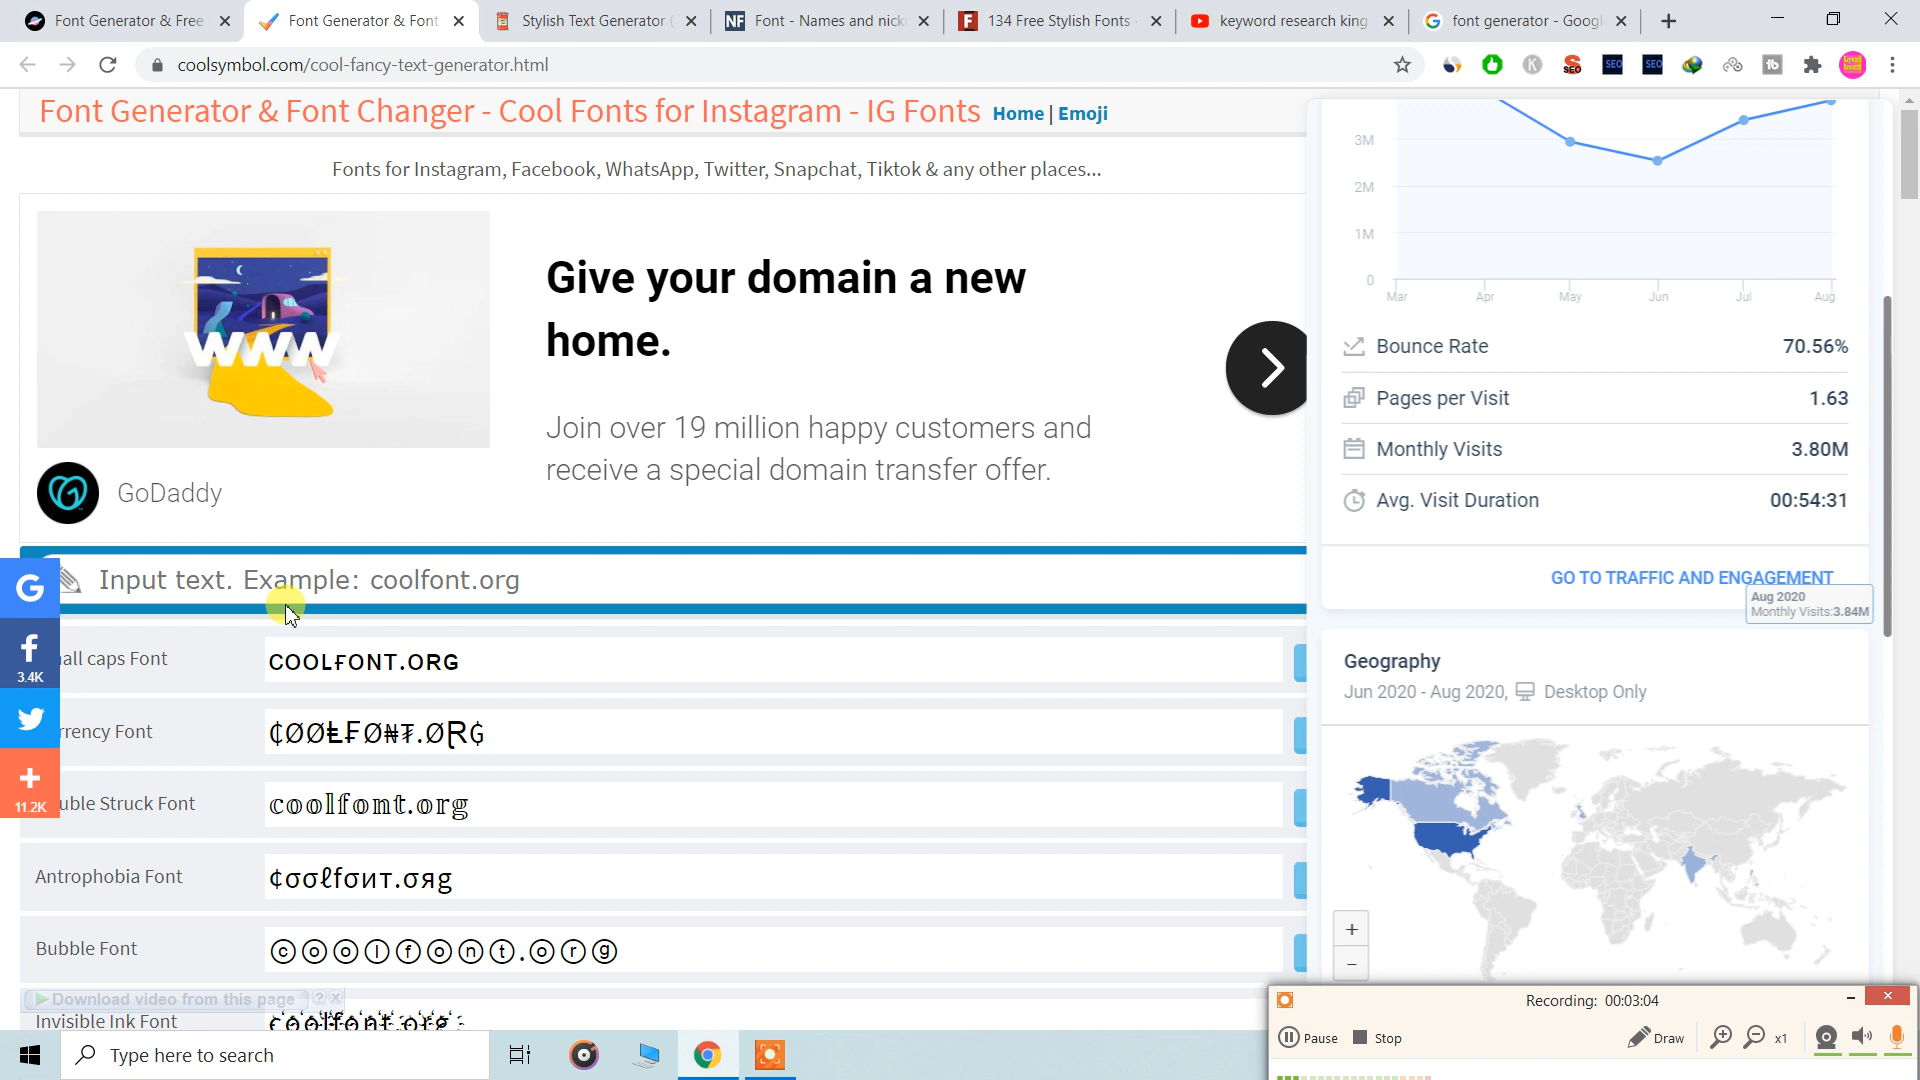 Font Generator & Free
Font Generator & Font
Stylish Text Generator (
Font - Names and nick
134 Free Stylish Fonts -
keyword research king
font generator - Googl
coolsymbol.com/cool-fancy-text-generator.html
Font Generator & Font Changer - Cool Fonts for Instagram - IG Fonts Home | Emoji
Fonts for Instagram, Facebook, WhatsApp, Twitter, Snapchat, Tiktok & any other places...
www
Give your domain a new
home.
Join over 19 million happy customers and
receive a special domain transfer offer.
GoDaddy
Input text. Example: coolfont.org
all caps Font
ᴄᴏᴏʟꜰᴏɴᴛ.ᴏʀɢ
rrency Font
₵ØØⱠ₣Ø₦₮.ØⱤ₲
uble Struck Font
𝕔𝕠𝕠𝕝𝕗𝕠𝕟𝕥.𝕠𝕣𝕘
Antrophobia Font
¢σσℓfσит.σяg
Bubble Font
ⓒⓞⓞⓛⓕⓞⓝⓣ.ⓞⓡⓖ
Invisible Ink Font
coolfont.org
3.4K
11.2K
Download video from this page ? x
3M
2M
1M
0
Mar Apr May Jun Jul Aug
Bounce Rate 70.56%
Pages per Visit 1.63
Monthly Visits 3.80M
Avg. Visit Duration 00:54:31
GO TO TRAFFIC AND ENGAGEMENT
Aug 2020
Monthly Visits:3.84M
Geography
Jun 2020 - Aug 2020, Desktop Only
+
−
Recording: 00:03:04
Pause Stop Draw x1
Type here to search